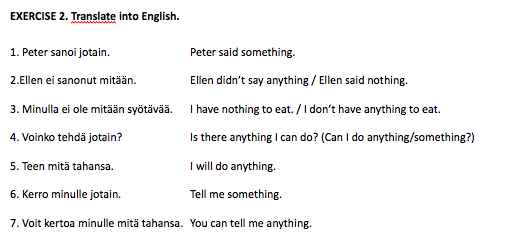 EXERCISE 2. Translate into English.
1. Peter sanoi jotain. Peter said something.
2.Ellen ei sanonut mitään. Ellen didn’t say anything / Ellen said nothing.
3. Minulla ei ole mitään syötävää. I have nothing to eat. / I don’t have anything to eat.
4. Voinko tehdä jotain? Is there anything I can do? (Can I do anything/something?)
5. Teen mitä tahansa. I will do anything.
6. Kerro minulle jotain. Tell me something.
7. Voit kertoa minulle mitä tahansa. You can tell me anything.